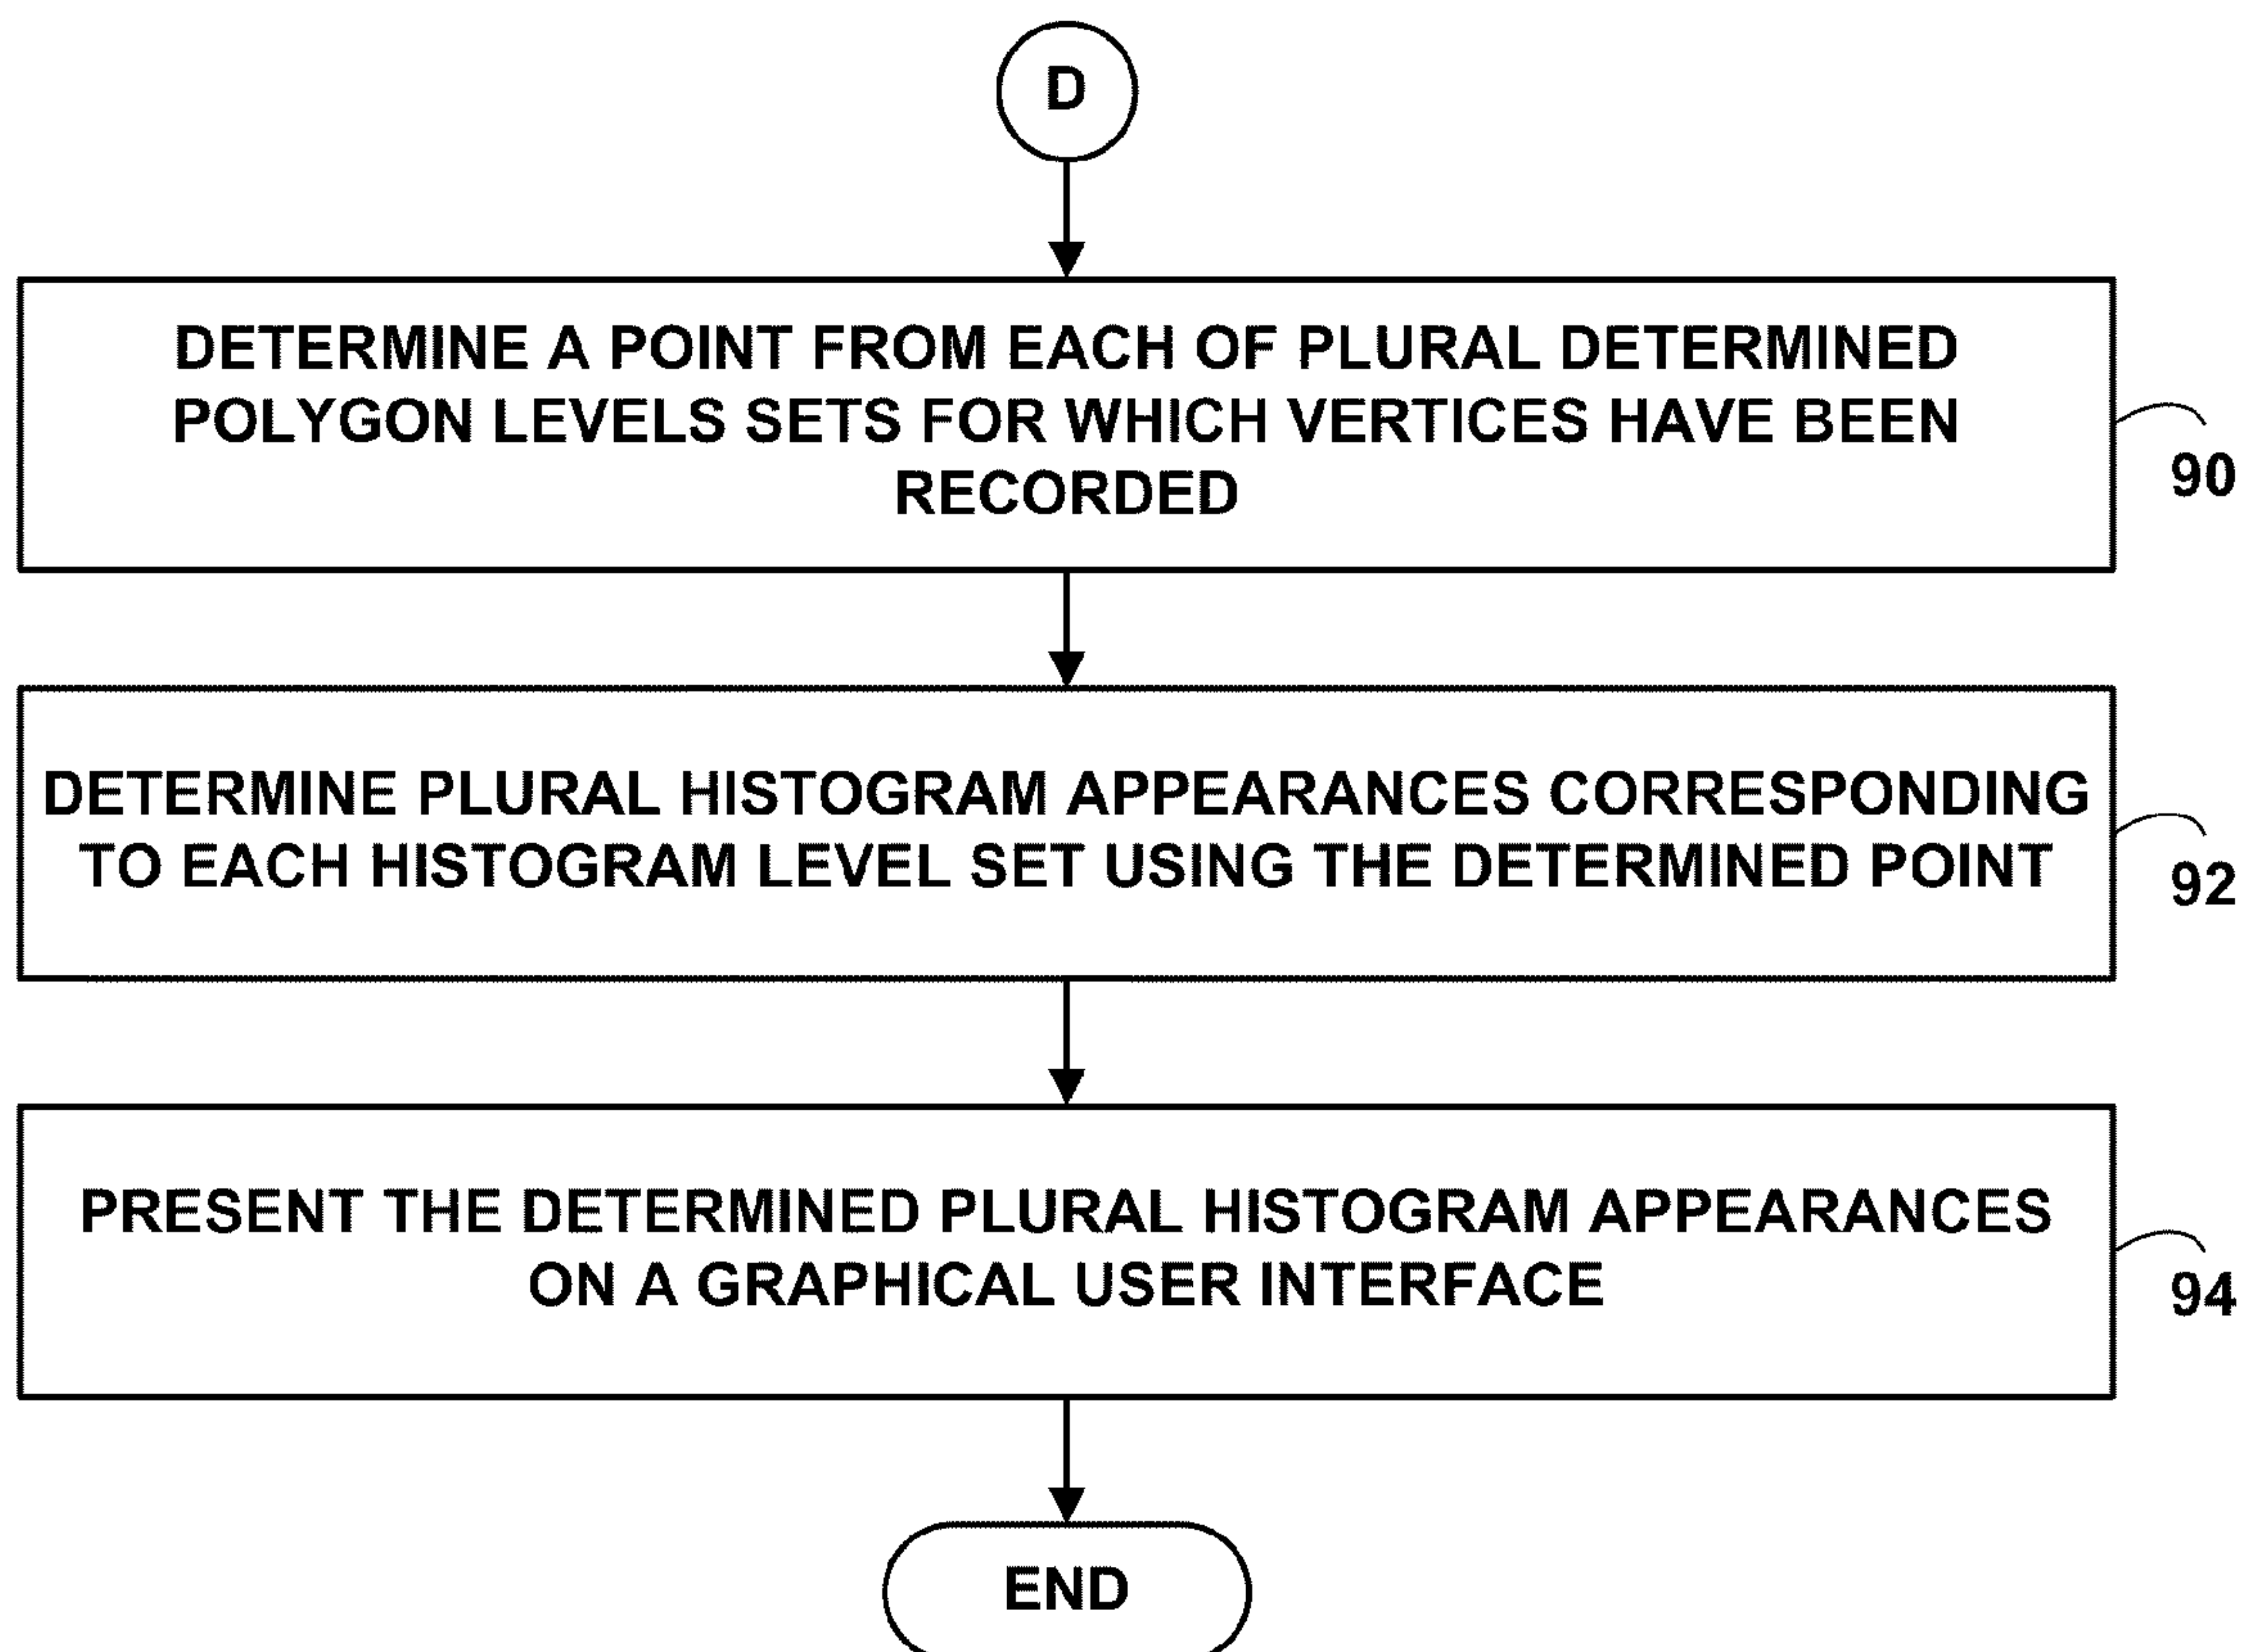 D
DETERMINE A POINT FROM EACH OF PLURAL DETERMINED
POLYGON LEVELS SETS FOR WHICH VERTICES HAVE BEEN
RECORDED
90
DETERMINE PLURAL HISTOGRAM APPEARANCES CORRESPONDING
TO EACH HISTOGRAM LEVEL SET USING THE DETERMINED POINT
92
PRESENT THE DETERMINED PLURAL HISTOGRAM APPEARANCES
ON A GRAPHICAL USER INTERFACE
94
END